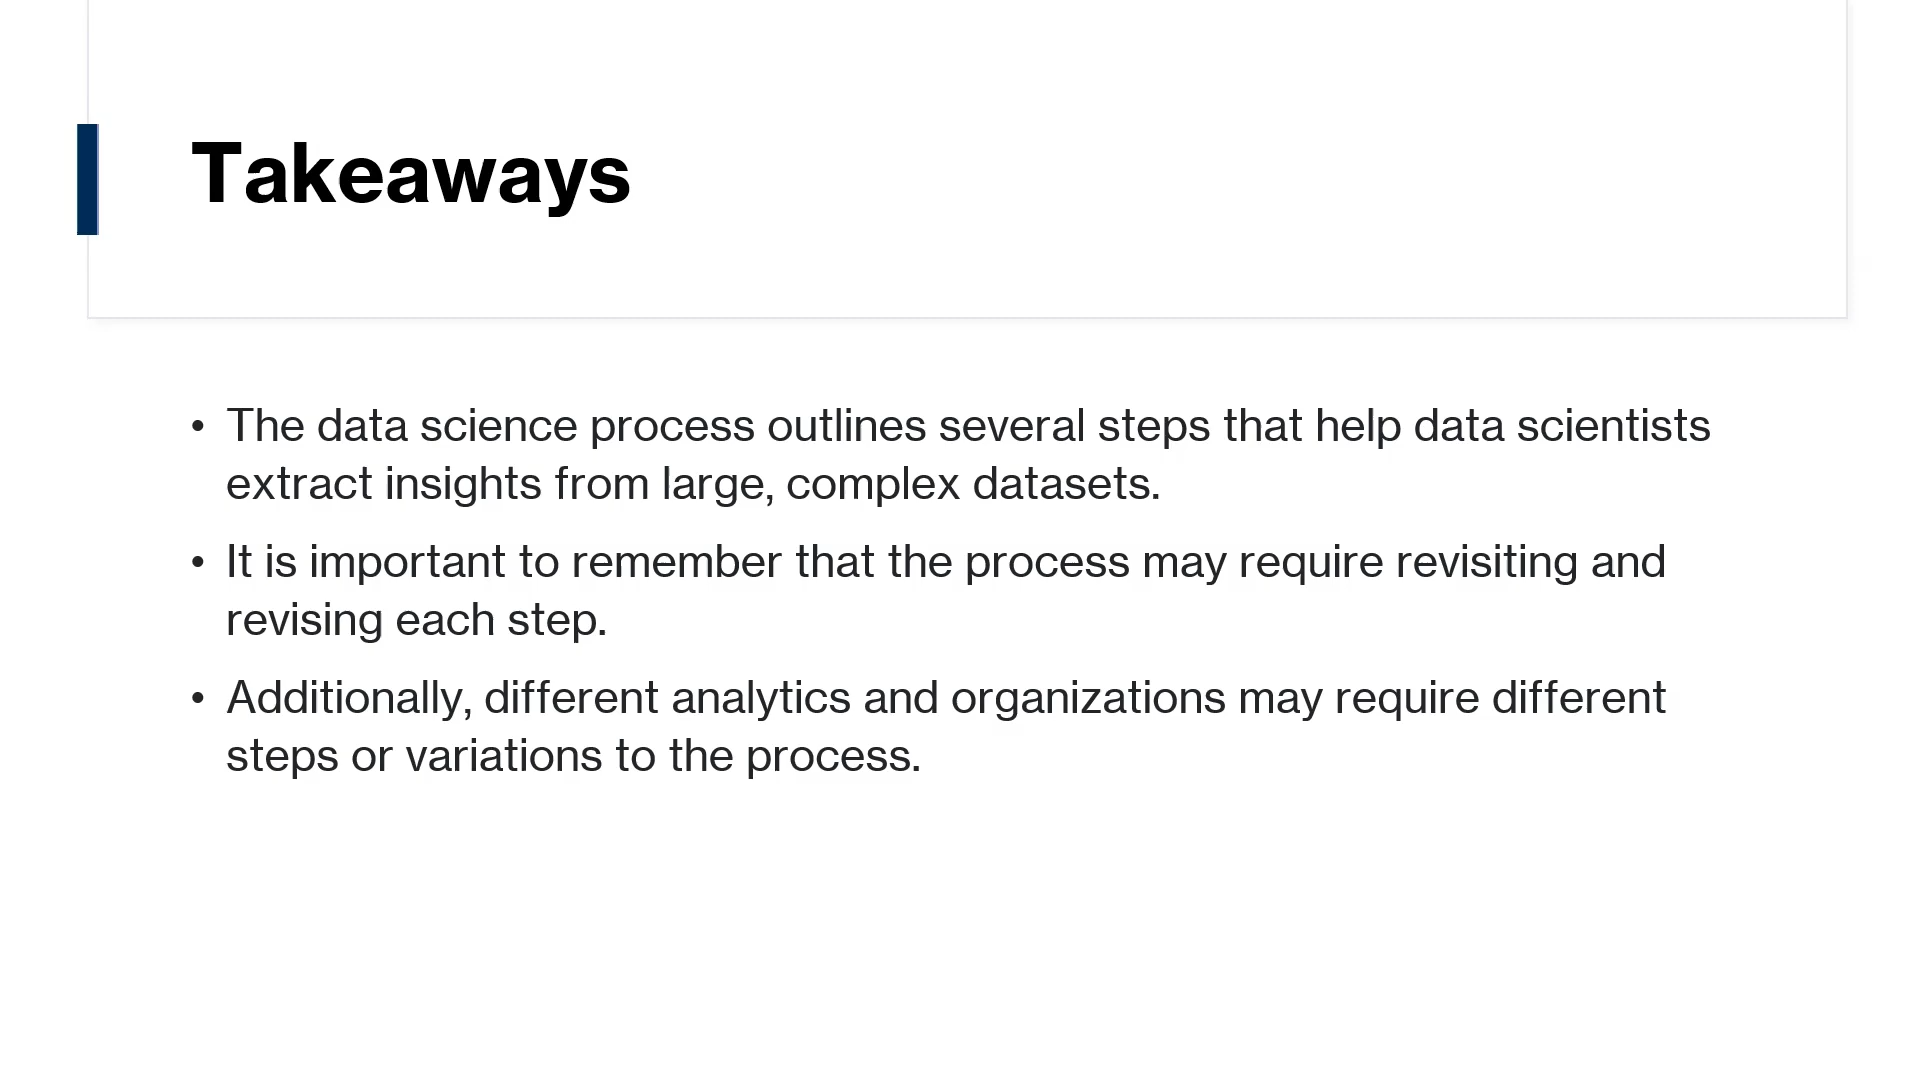 Takeaways
• The data science process outlines several steps that help data scientists
extract insights from large, complex datasets.
• It is important to remember that the process may require revisiting and
revising each step.
• Additionally, different analytics and organizations may require different
steps or variations to the process.